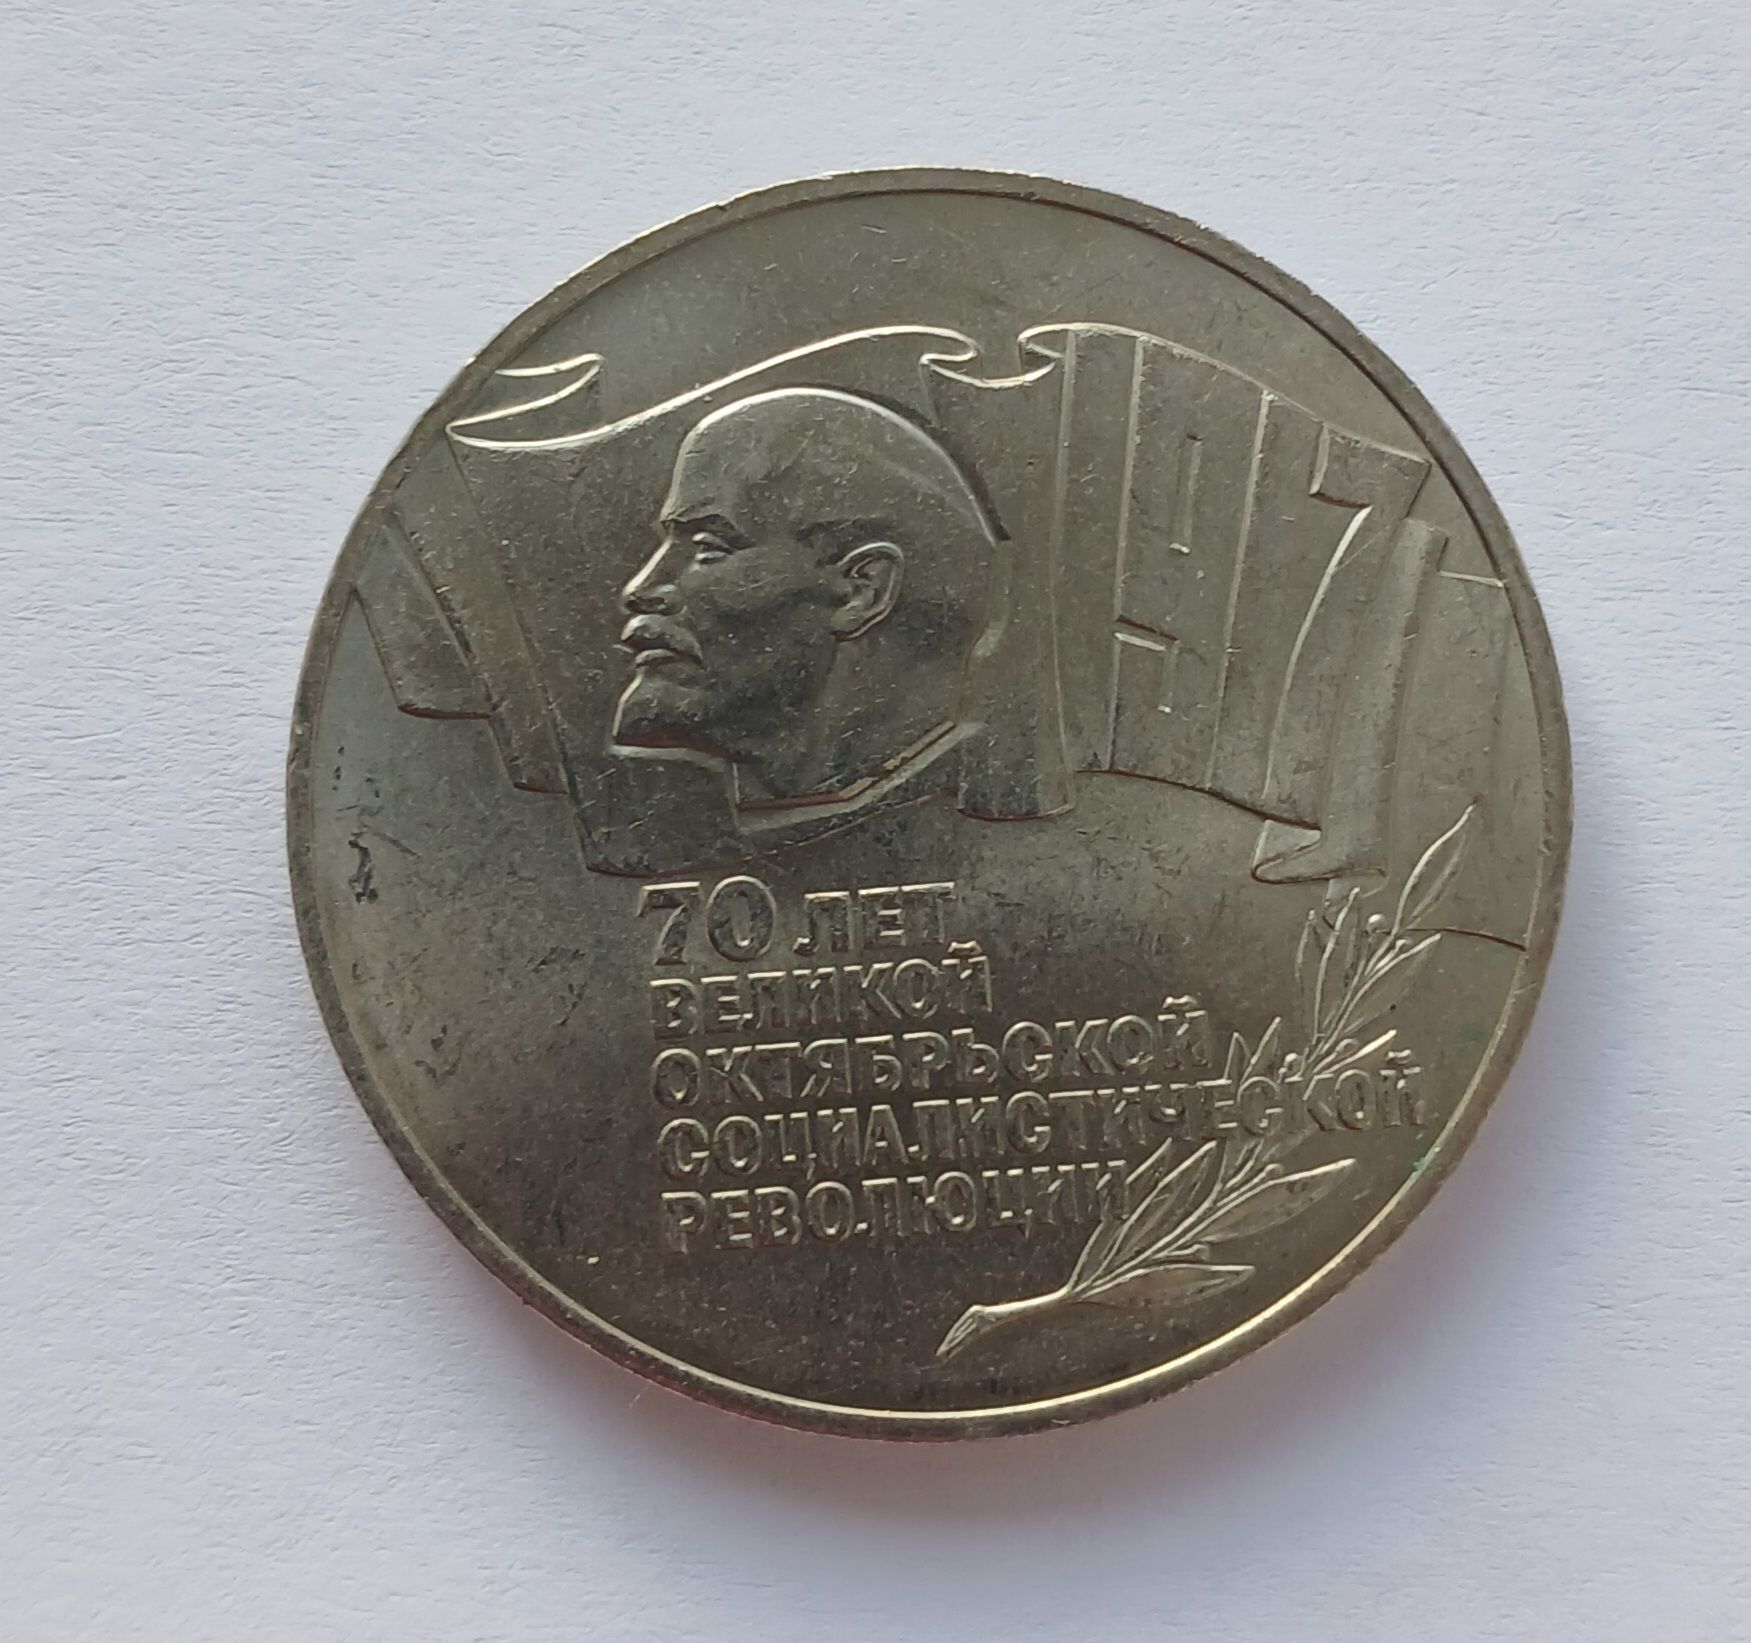 1917
70 ЛЕТ
ВЕЛИКОЙ
ОКТЯБРЬСКОЙ
СОЦИАЛИСТИЧЕСКОЙ
РЕВОЛЮЦИИ